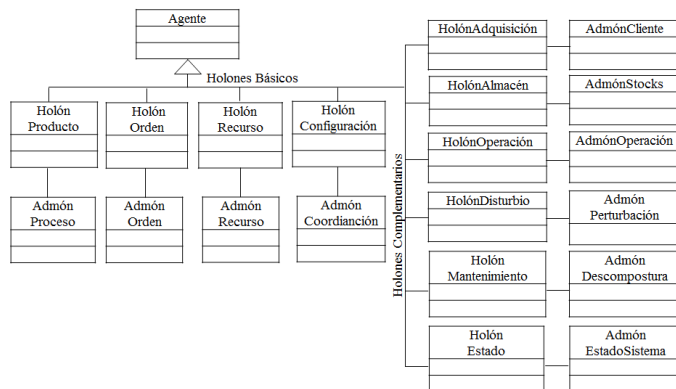 Agente
Holones Básicos
Holón
Producto
Holón
Orden
Holón
Recurso
Holón
Configuración
Admón
Proceso
Admón
Orden
Admón
Recurso
Admón
Coordianción
Holones Complementarios
HolónAdquisición
AdmónCliente
HolónAlmacén
AdmónStocks
HolónOperación
AdmónOperación
HolónDisturbio
Admón
Perturbación
Holón
Mantenimiento
Admón
Descompostura
Holón
Estado
Admón
EstadoSistema